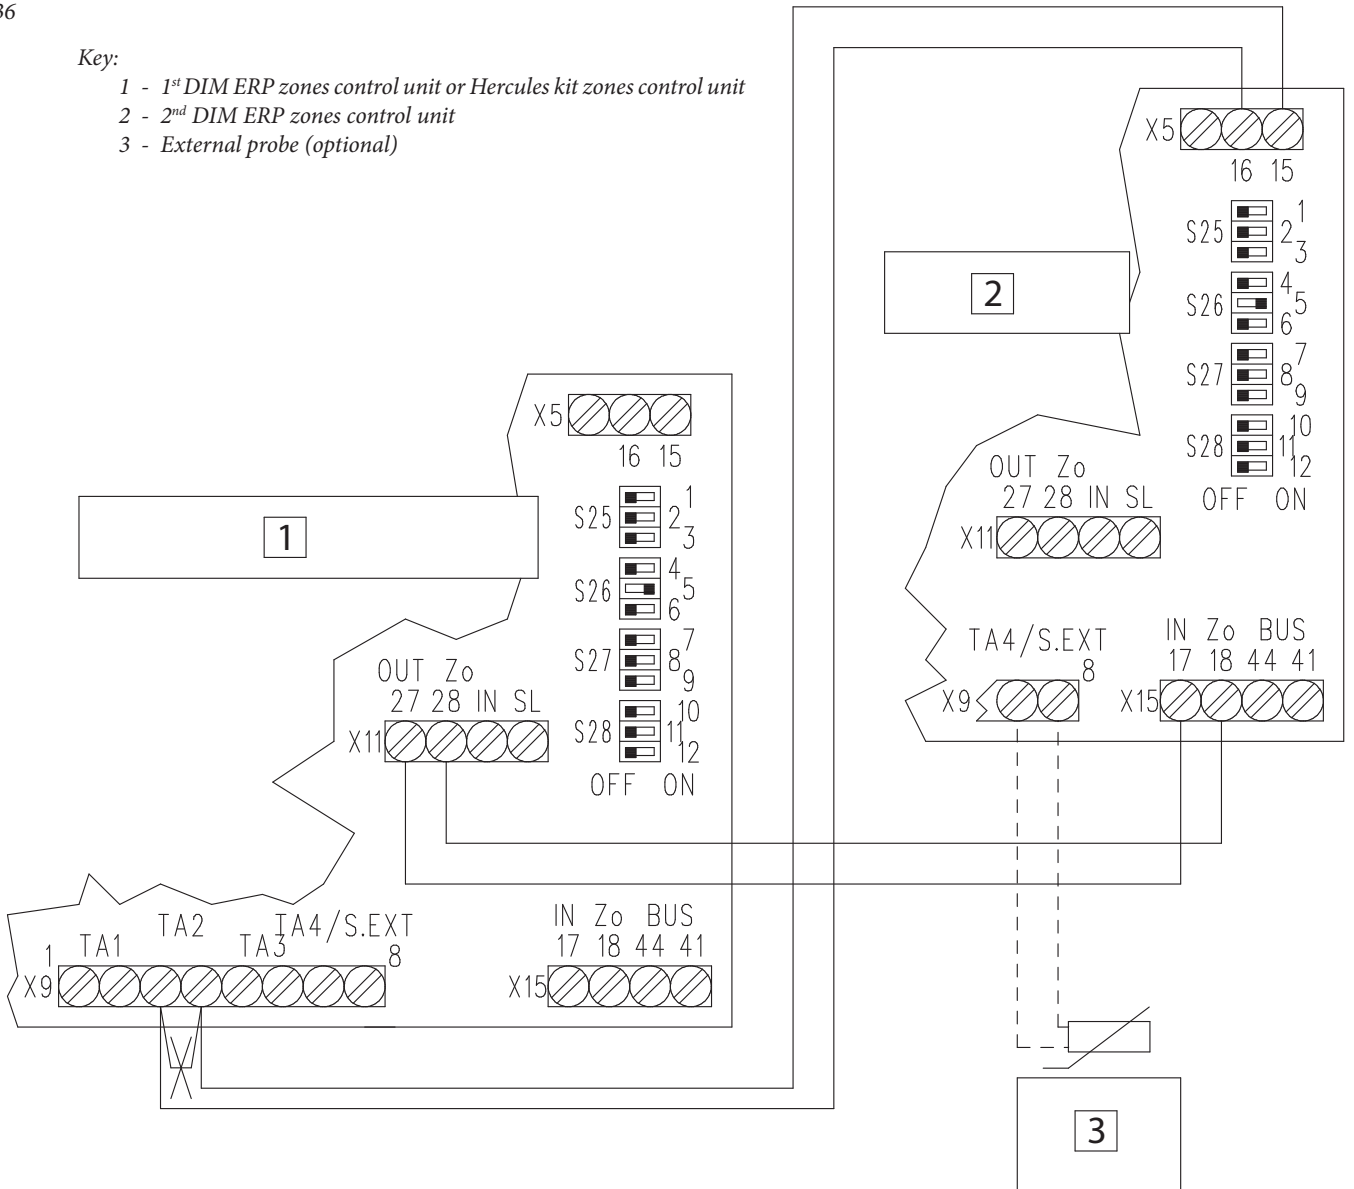 36
Key:
1 - 1st DIM ERP zones control unit or Hercules kit zones control unit
2 - 2nd DIM ERP zones control unit
3 - External probe (optional)
X5
16 15
S25 1
2
3
S26 4
5
6
S27 7
8
9
S28 10
11
12
OFF ON
2
OUT Zo
27 28 IN SL
X11
TA4/S.EXT
8
X9
IN Zo BUS
17 18 44 41
X15
X5
16 15
1
S25 1
2
3
S26 4
5
6
S27 7
8
9
S28 10
11
12
OFF ON
OUT Zo
27 28 IN SL
X11
TA2 TA4/S.EXT
1 TA1 TA3 8
X9
IN Zo BUS
17 18 44 41
X15
3